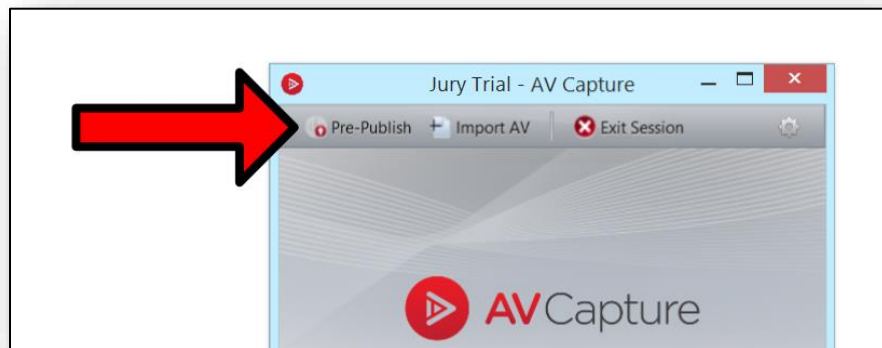 Jury Trial - AV Capture
Pre-Publish Import AV Exit Session
AVCapture